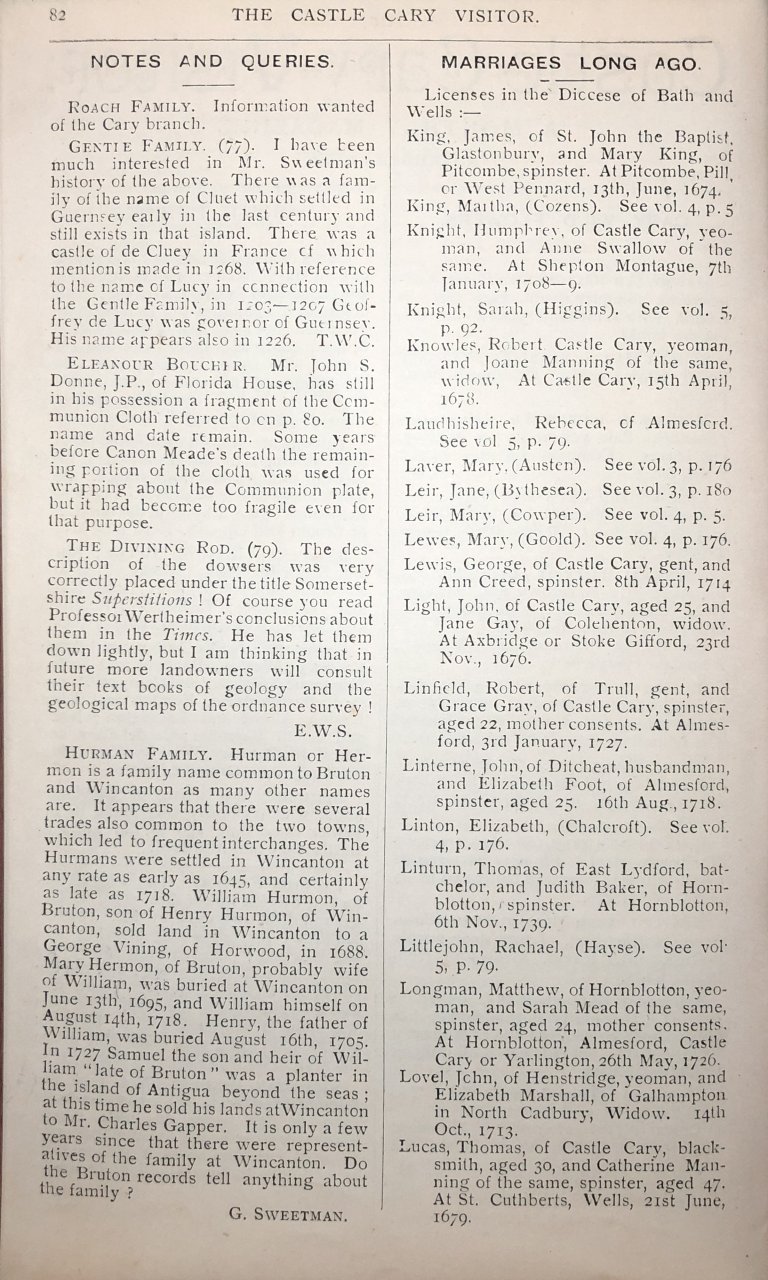 82
THE CASTLE CARY VISITOR.
NOTES AND QUERIES.
ROACH FAMILY. Information wanted
of the Cary branch.
GENTLE FAMILY. (77). I have been
much interested in Mr. Sweetman's
history of the above. There was a fam-
ily of the name of Cluet which settled in
Guernsey early in the last century and
still exists in that island. There was a
castle of de Cluey in France of which
mention is made in 1268. With reference
to the name of Lucy in connection with
the Gentle Family, in 1203—1207 Geof-
frey de Lucy was governor of Guernsey.
His name appears also in 1226. T.W.C.
ELEANOUR BOUCHER. Mr. John S.
Donne, J.P., of Florida House, has still
in his possession a fragment of the Com-
munion Cloth referred to on p. 80. The
name and date remain. Some years
before Canon Meade's death the remain-
ing portion of the cloth was used for
wrapping about the Communion plate,
but it had become too fragile even for
that purpose.
THE DIVINING ROD. (79). The des-
cription of the dowsers was very
correctly placed under the title Somerset-
shire Superstitions ! Of course you read
Professor Wertheimer's conclusions about
them in the Times. He has let them
down lightly, but I am thinking that in
future more landowners will consult
their text books of geology and the
geological maps of the ordnance survey !
E.W.S.
HURMAN FAMILY. Hurman or Her-
mon is a family name common to Bruton
and Wincanton as many other names
are. It appears that there were several
trades also common to the two towns,
which led to frequent interchanges. The
Hurmans were settled in Wincanton at
any rate as early as 1645, and certainly
as late as 1718. William Hurmon, of
Bruton, son of Henry Hurmon, of Win-
canton, sold land in Wincanton to a
George Vining, of Horwood, in 1688.
Mary Hermon, of Bruton, probably wife
of William, was buried at Wincanton on
June 13th, 1695, and William himself on
August 14th, 1718. Henry, the father of
William, was buried August 16th, 1705.
In 1727 Samuel the son and heir of Wil-
liam "late of Bruton" was a planter in
the island of Antigua beyond the seas ;
at this time he sold his lands at Wincanton
to Mr. Charles Gapper. It is only a few
years since that there were represent-
atives of the family at Wincanton. Do
the Bruton records tell anything about
the family ?
G. SWEETMAN.
MARRIAGES LONG AGO.
Licenses in the Diocese of Bath and
Wells :—
King, James, of St. John the Baptist,
Glastonbury, and Mary King, of
Pitcombe, spinster. At Pitcombe, Pill,
or West Pennard, 13th, June, 1674.
King, Martha, (Cozens). See vol. 4, p. 5
Knight, Humphrey, of Castle Cary, yeo-
man, and Anne Swallow of the
same. At Shepton Montague, 7th
January, 1708—9.
Knight, Sarah, (Higgins). See vol. 5,
p. 92.
Knowles, Robert Castle Cary, yeoman,
and Joane Manning of the same,
widow, At Castle Cary, 15th April,
1678.
Laudhisheire, Rebecca, of Almesford.
See vol 5, p. 79.
Laver, Mary, (Austen). See vol. 3, p. 176
Leir, Jane, (Bythesea). See vol. 3, p. 180
Leir, Mary, (Cowper). See vol. 4, p. 5.
Lewes, Mary, (Goold). See vol. 4, p. 176.
Lewis, George, of Castle Cary, gent, and
Ann Creed, spinster. 8th April, 1714
Light, John, of Castle Cary, aged 25, and
Jane Gay, of Colehenton, widow.
At Axbridge or Stoke Gifford, 23rd
Nov., 1676.
Linfield, Robert, of Trull, gent, and
Grace Gray, of Castle Cary, spinster,
aged 22, mother consents. At Almes-
ford, 3rd January, 1727.
Linterne, John, of Ditcheat, husbandman,
and Elizabeth Foot, of Almesford,
spinster, aged 25. 16th Aug., 1718.
Linton, Elizabeth, (Chalcroft). See vol.
4, p. 176.
Linturn, Thomas, of East Lydford, bat-
chelor, and Judith Baker, of Horn-
blotton, spinster. At Hornblotton,
6th Nov., 1739.
Littlejohn, Rachael, (Hayse). See vol.
5, p. 79.
Longman, Matthew, of Hornblotton, yeo-
man, and Sarah Mead of the same,
spinster, aged 24, mother consents.
At Hornblotton, Almesford, Castle
Cary or Yarlington, 26th May, 1726.
Lovel, John, of Henstridge, yeoman, and
Elizabeth Marshall, of Galhampton
in North Cadbury, Widow. 14th
Oct., 1713.
Lucas, Thomas, of Castle Cary, black-
smith, aged 30, and Catherine Man-
ning of the same, spinster, aged 47.
At St. Cuthberts, Wells, 21st June,
1679.